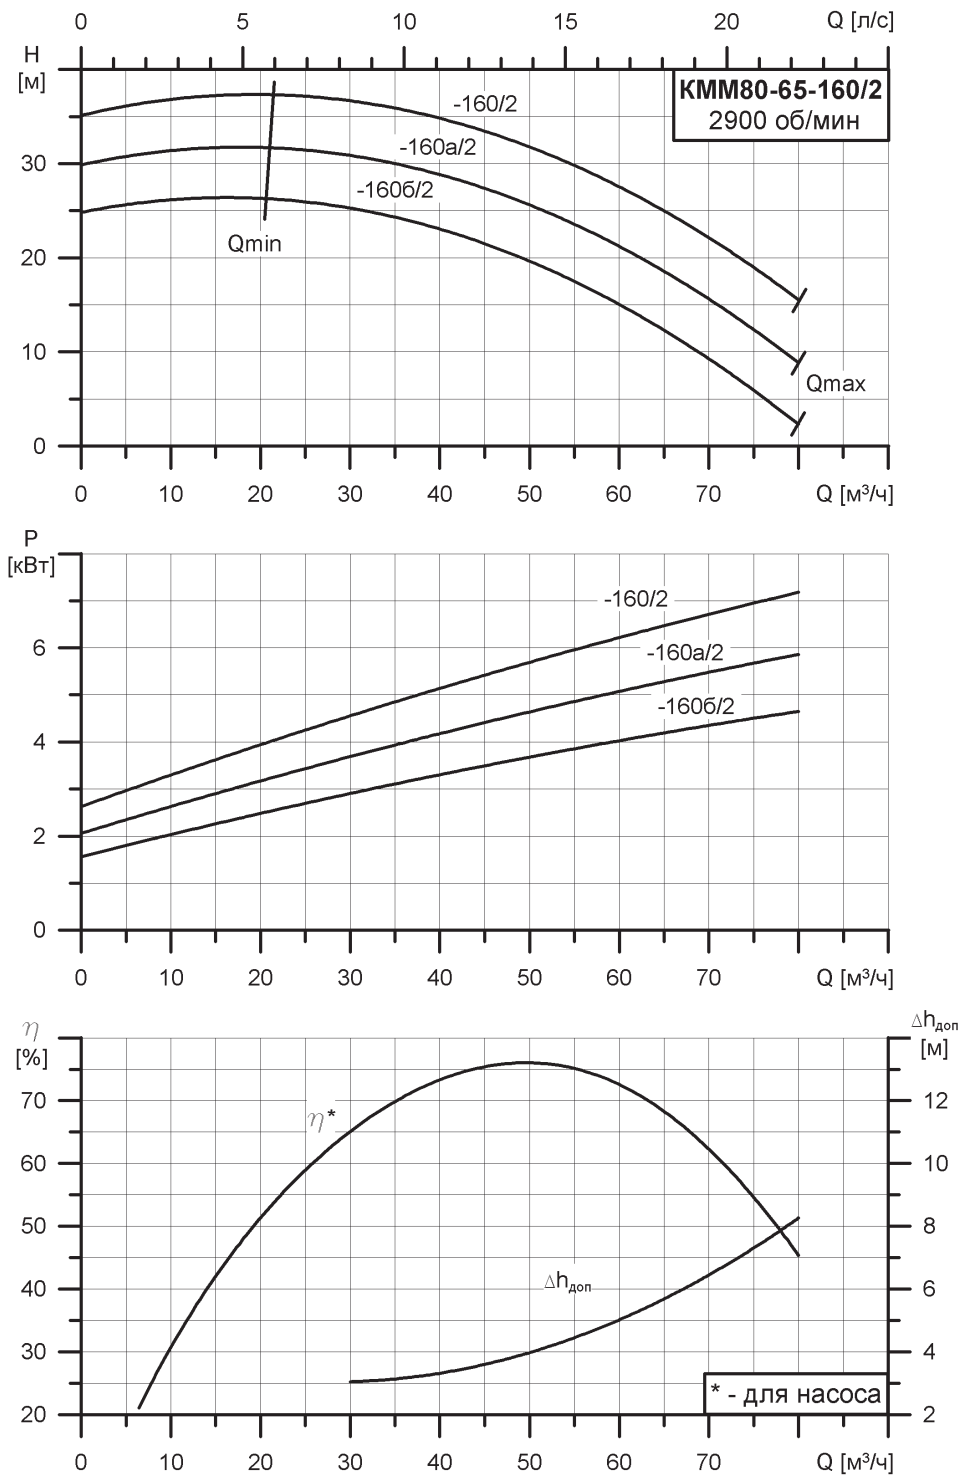 0 5 10 15 20 Q [л/с]
H
[м]
КММ80-65-160/2
2900 об/мин
-160/2
-160а/2
-160б/2
30
Qmin
20
10
Qmax
0
0 10 20 30 40 50 60 70 Q [м³/ч]
P
[кВт]
-160/2
6
-160а/2
-160б/2
4
2
0
0 10 20 30 40 50 60 70 Q [м³/ч]
η
[%]
Δhдоп
[м]
70 12
η*
60 10
50 8
Δhдоп
40 6
30 4
* - для насоса
20 2
0 10 20 30 40 50 60 70 Q [м³/ч]